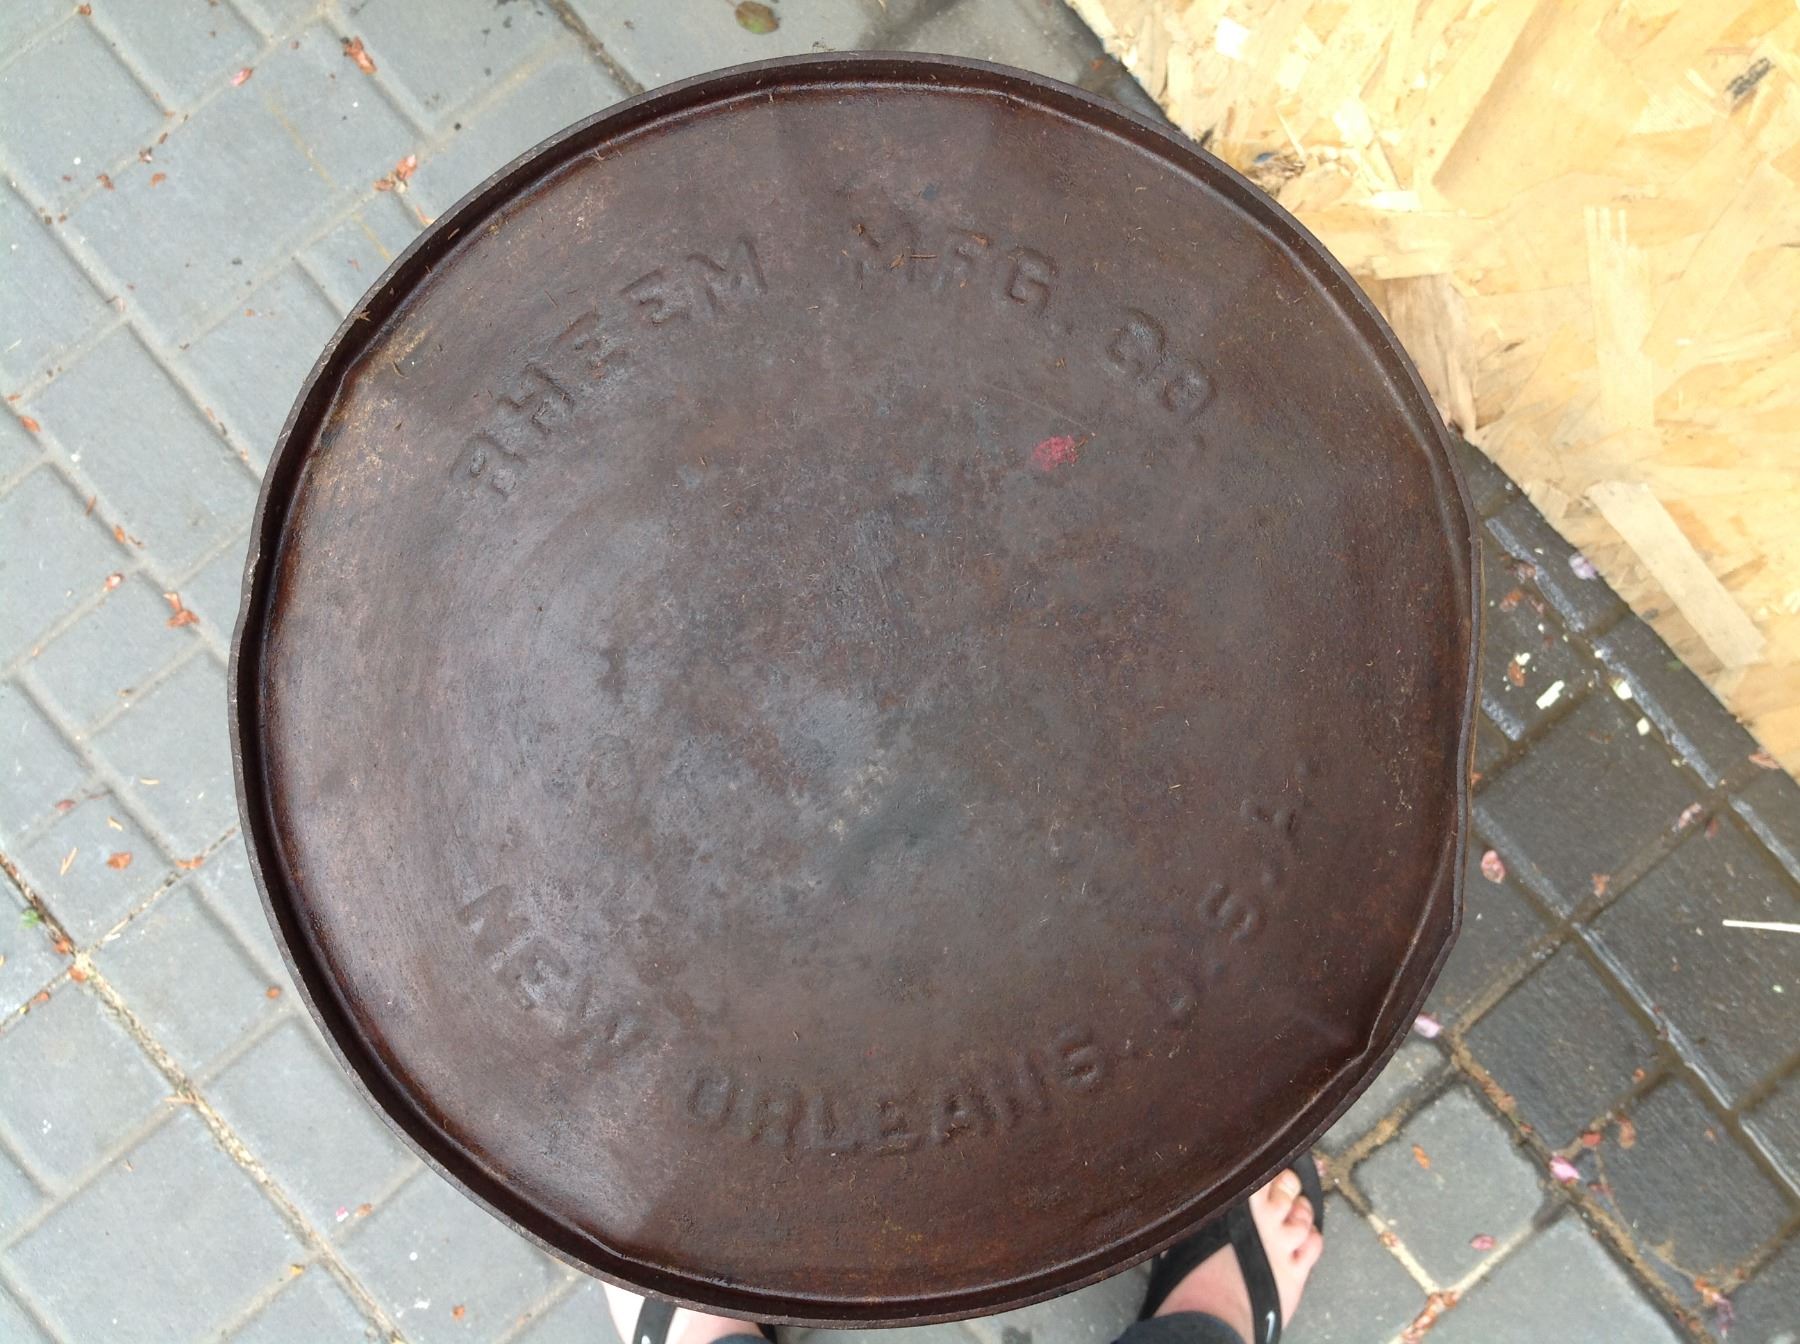 RHEEM MFG. CO.
NEW ORLEANS. U.S.A.